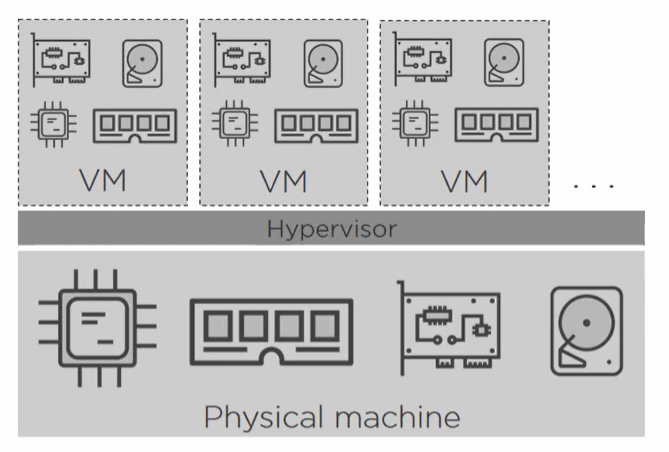 VM
VM
VM
. . .
Hypervisor
Physical machine